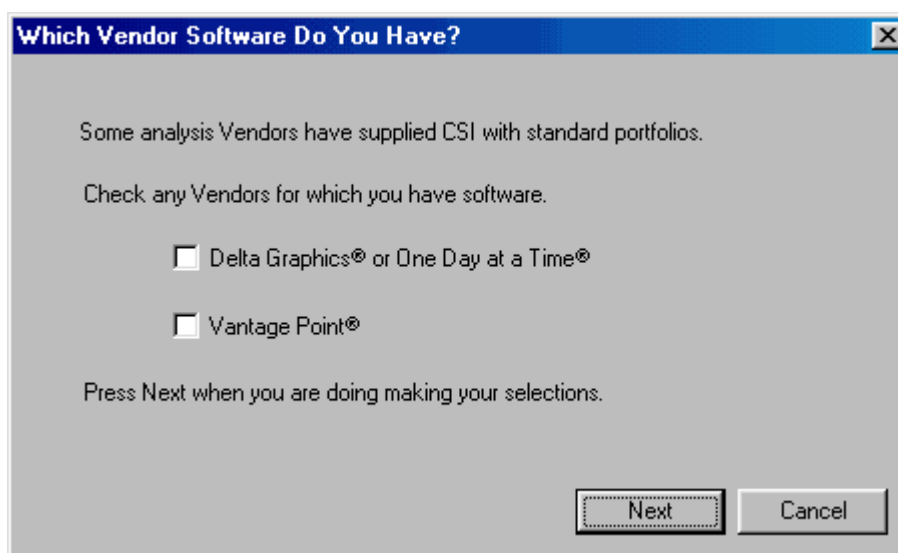 Which Vendor Software Do You Have?
Some analysis Vendors have supplied CSI with standard portfolios.
Check any Vendors for which you have software.
Delta Graphics® or One Day at a Time®
Vantage Point®
Press Next when you are doing making your selections.
Next Cancel